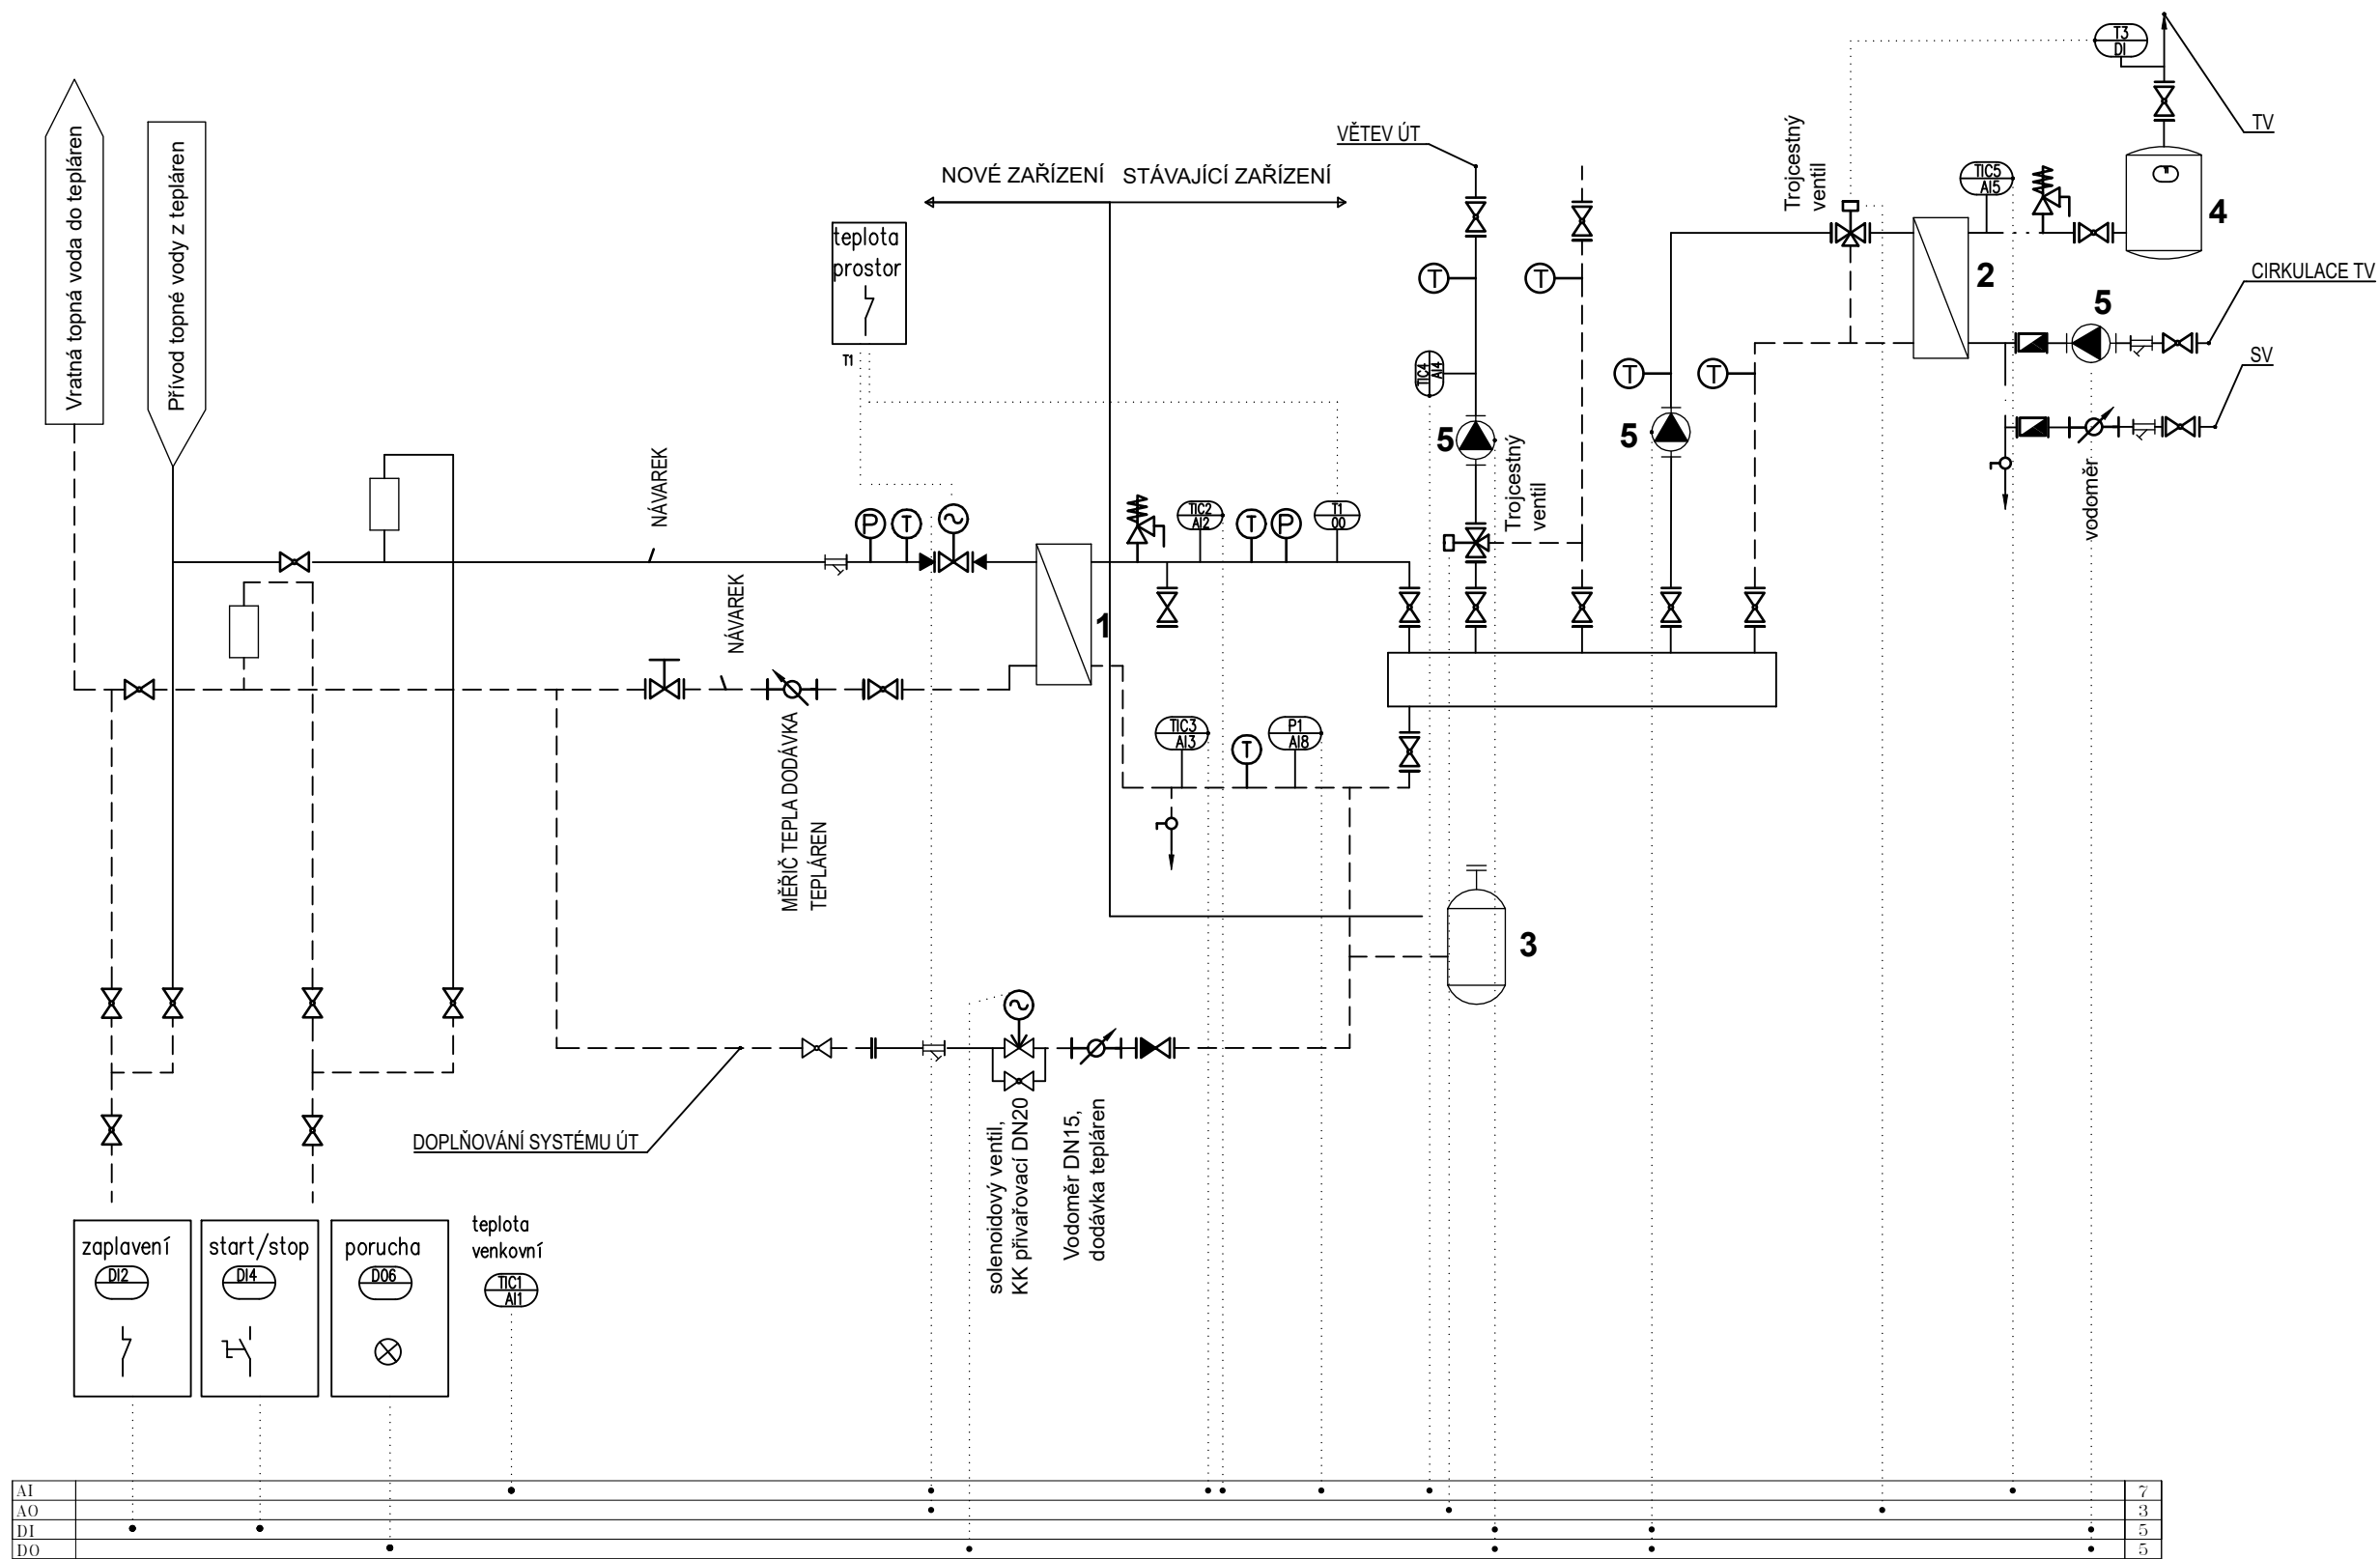 T3
DI
TV
VĚTEV ÚT
Trojcestný
ventil
NOVÉ ZAŘÍZENÍ
STÁVAJÍCÍ ZAŘÍZENÍ
TIC5
AI5
4
Vratná topná voda do tepláren
Přívod topné vody z tepláren
teplota
prostor
T1
T
T
2
CIRKULACE TV
5
SV
TIC4
AI4
T
T
5
Trojcestný
ventil
5
vodoměr
NÁVAREK
P
T
TIC2
AI2
T
P
T1
00
NÁVAREK
1
MĚŘIČ TEPLA DODÁVKA
TEPLÁREN
TIC3
AI3
T
P1
AI8
3
DOPLŇOVÁNÍ SYSTÉMU ÚT
solenoidový ventil,
KK přivařovací DN20
Vodoměr DN15,
dodávka tepláren
zaplavení
DI2
start/stop
DI4
porucha
DO6
teplota
venkovní
TIC1
AI1
AI 7
AO 3
DI 5
DO 5